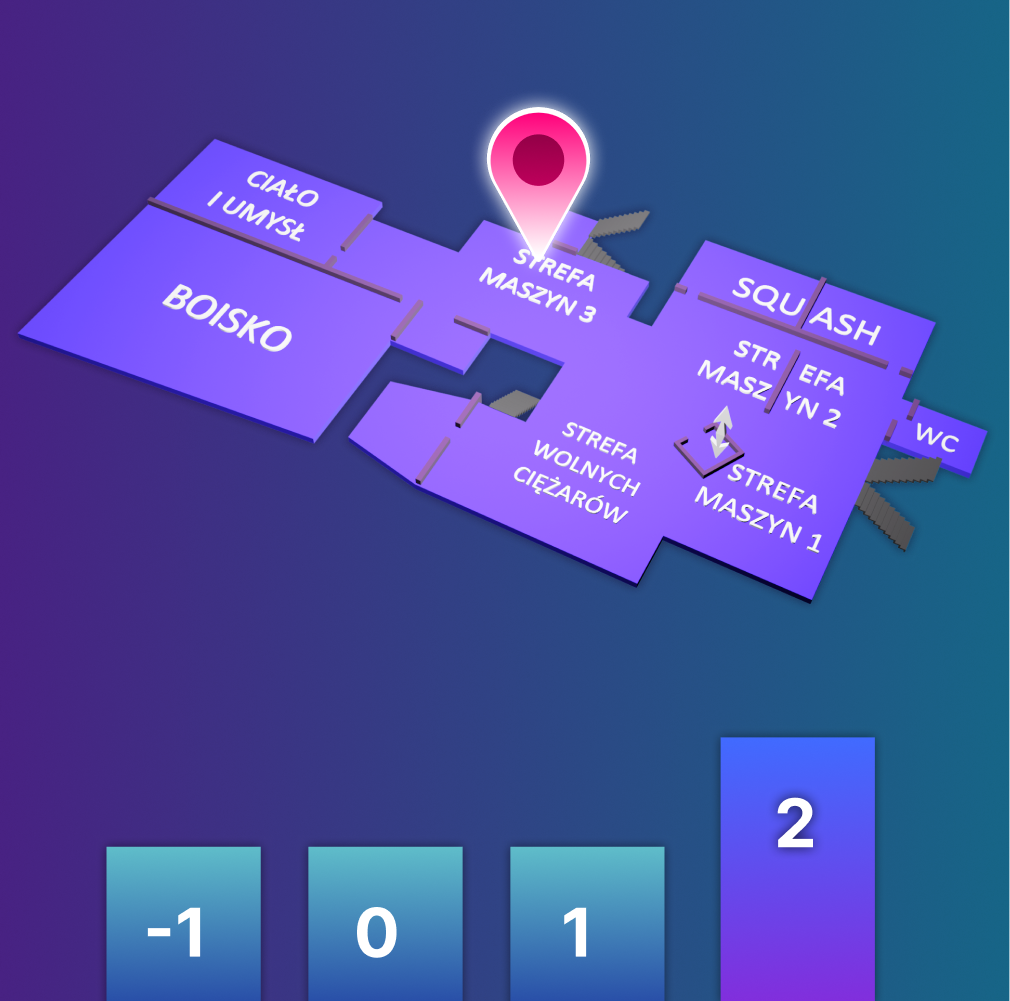 CIAŁO
I UMYSŁ
BOISKO
STREFA
MASZYN 3
SQUASH
STREFA
MASZYN 2
WC
STREFA
WOLNYCH
CIĘŻARÓW
STREFA
MASZYN 1
-1
0
1
2